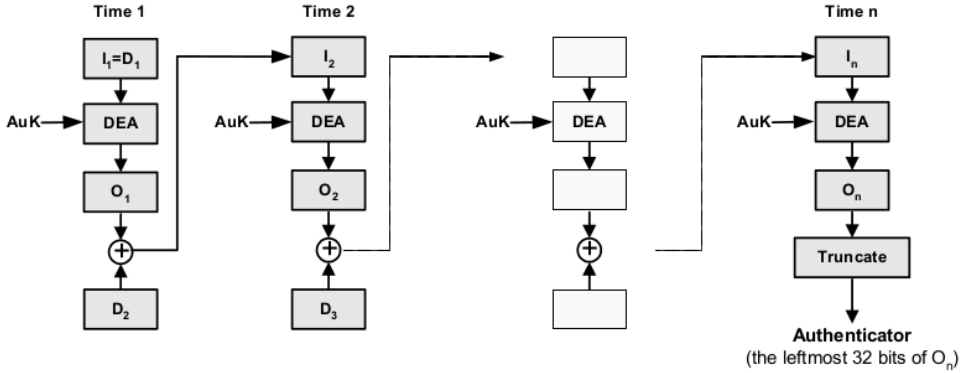 Time 1
Time 2
Time n
I₁=D₁
I₂
Iₙ
AuK
DEA
AuK
DEA
AuK
DEA
AuK
DEA
O₁
O₂
Oₙ
Truncate
D₂
D₃
Authenticator
(the leftmost 32 bits of Oₙ)